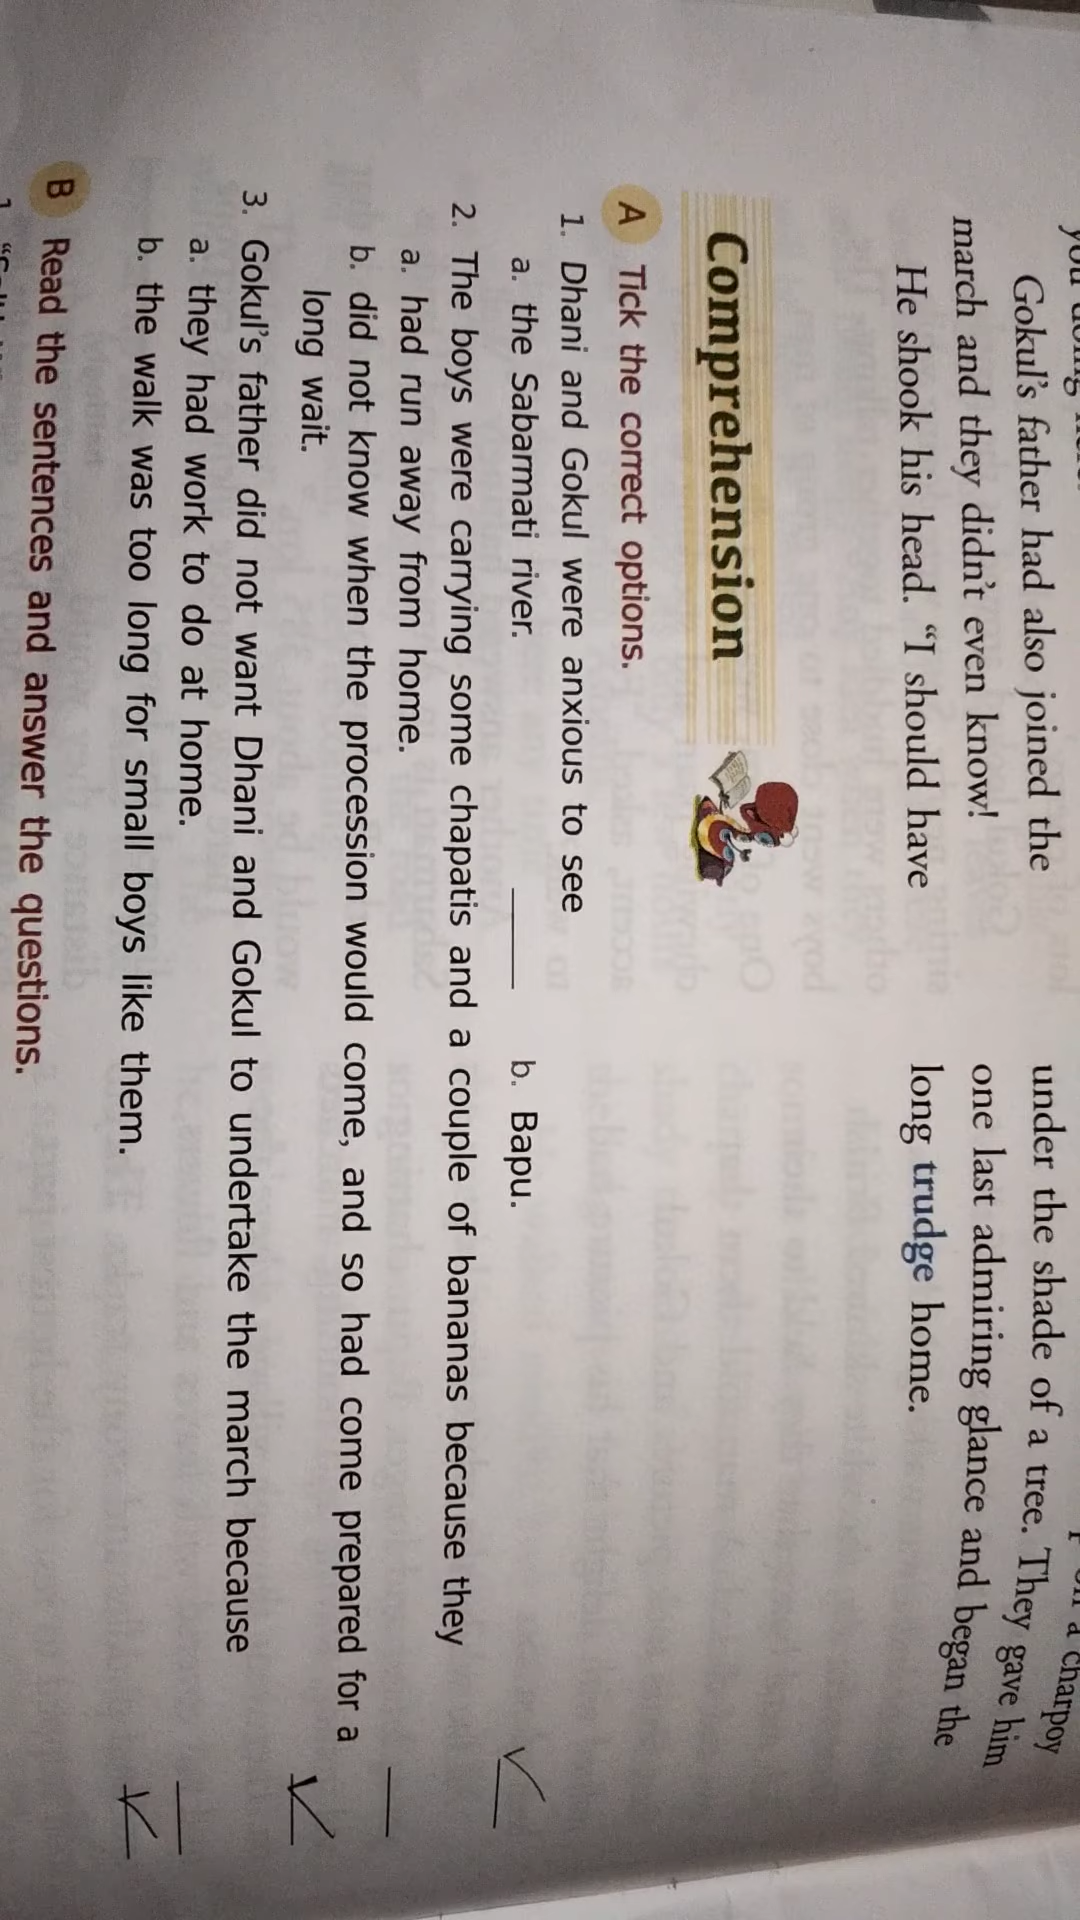 Gokul's father had also joined the
march and they didn't even know!
He shook his head. "I should have
a charpoy
under the shade of a tree. They gave him
one last admiring glance and began the
long trudge home.
Comprehension
A Tick the correct options.
1. Dhani and Gokul were anxious to see
a. the Sabarmati river. b. Bapu.
2. The boys were carrying some chapatis and a couple of bananas because they
a. had run away from home.
b. did not know when the procession would come, and so had come prepared for a
long wait.
3. Gokul's father did not want Dhani and Gokul to undertake the march because
a. they had work to do at home.
b. the walk was too long for small boys like them.
B Read the sentences and answer the questions.